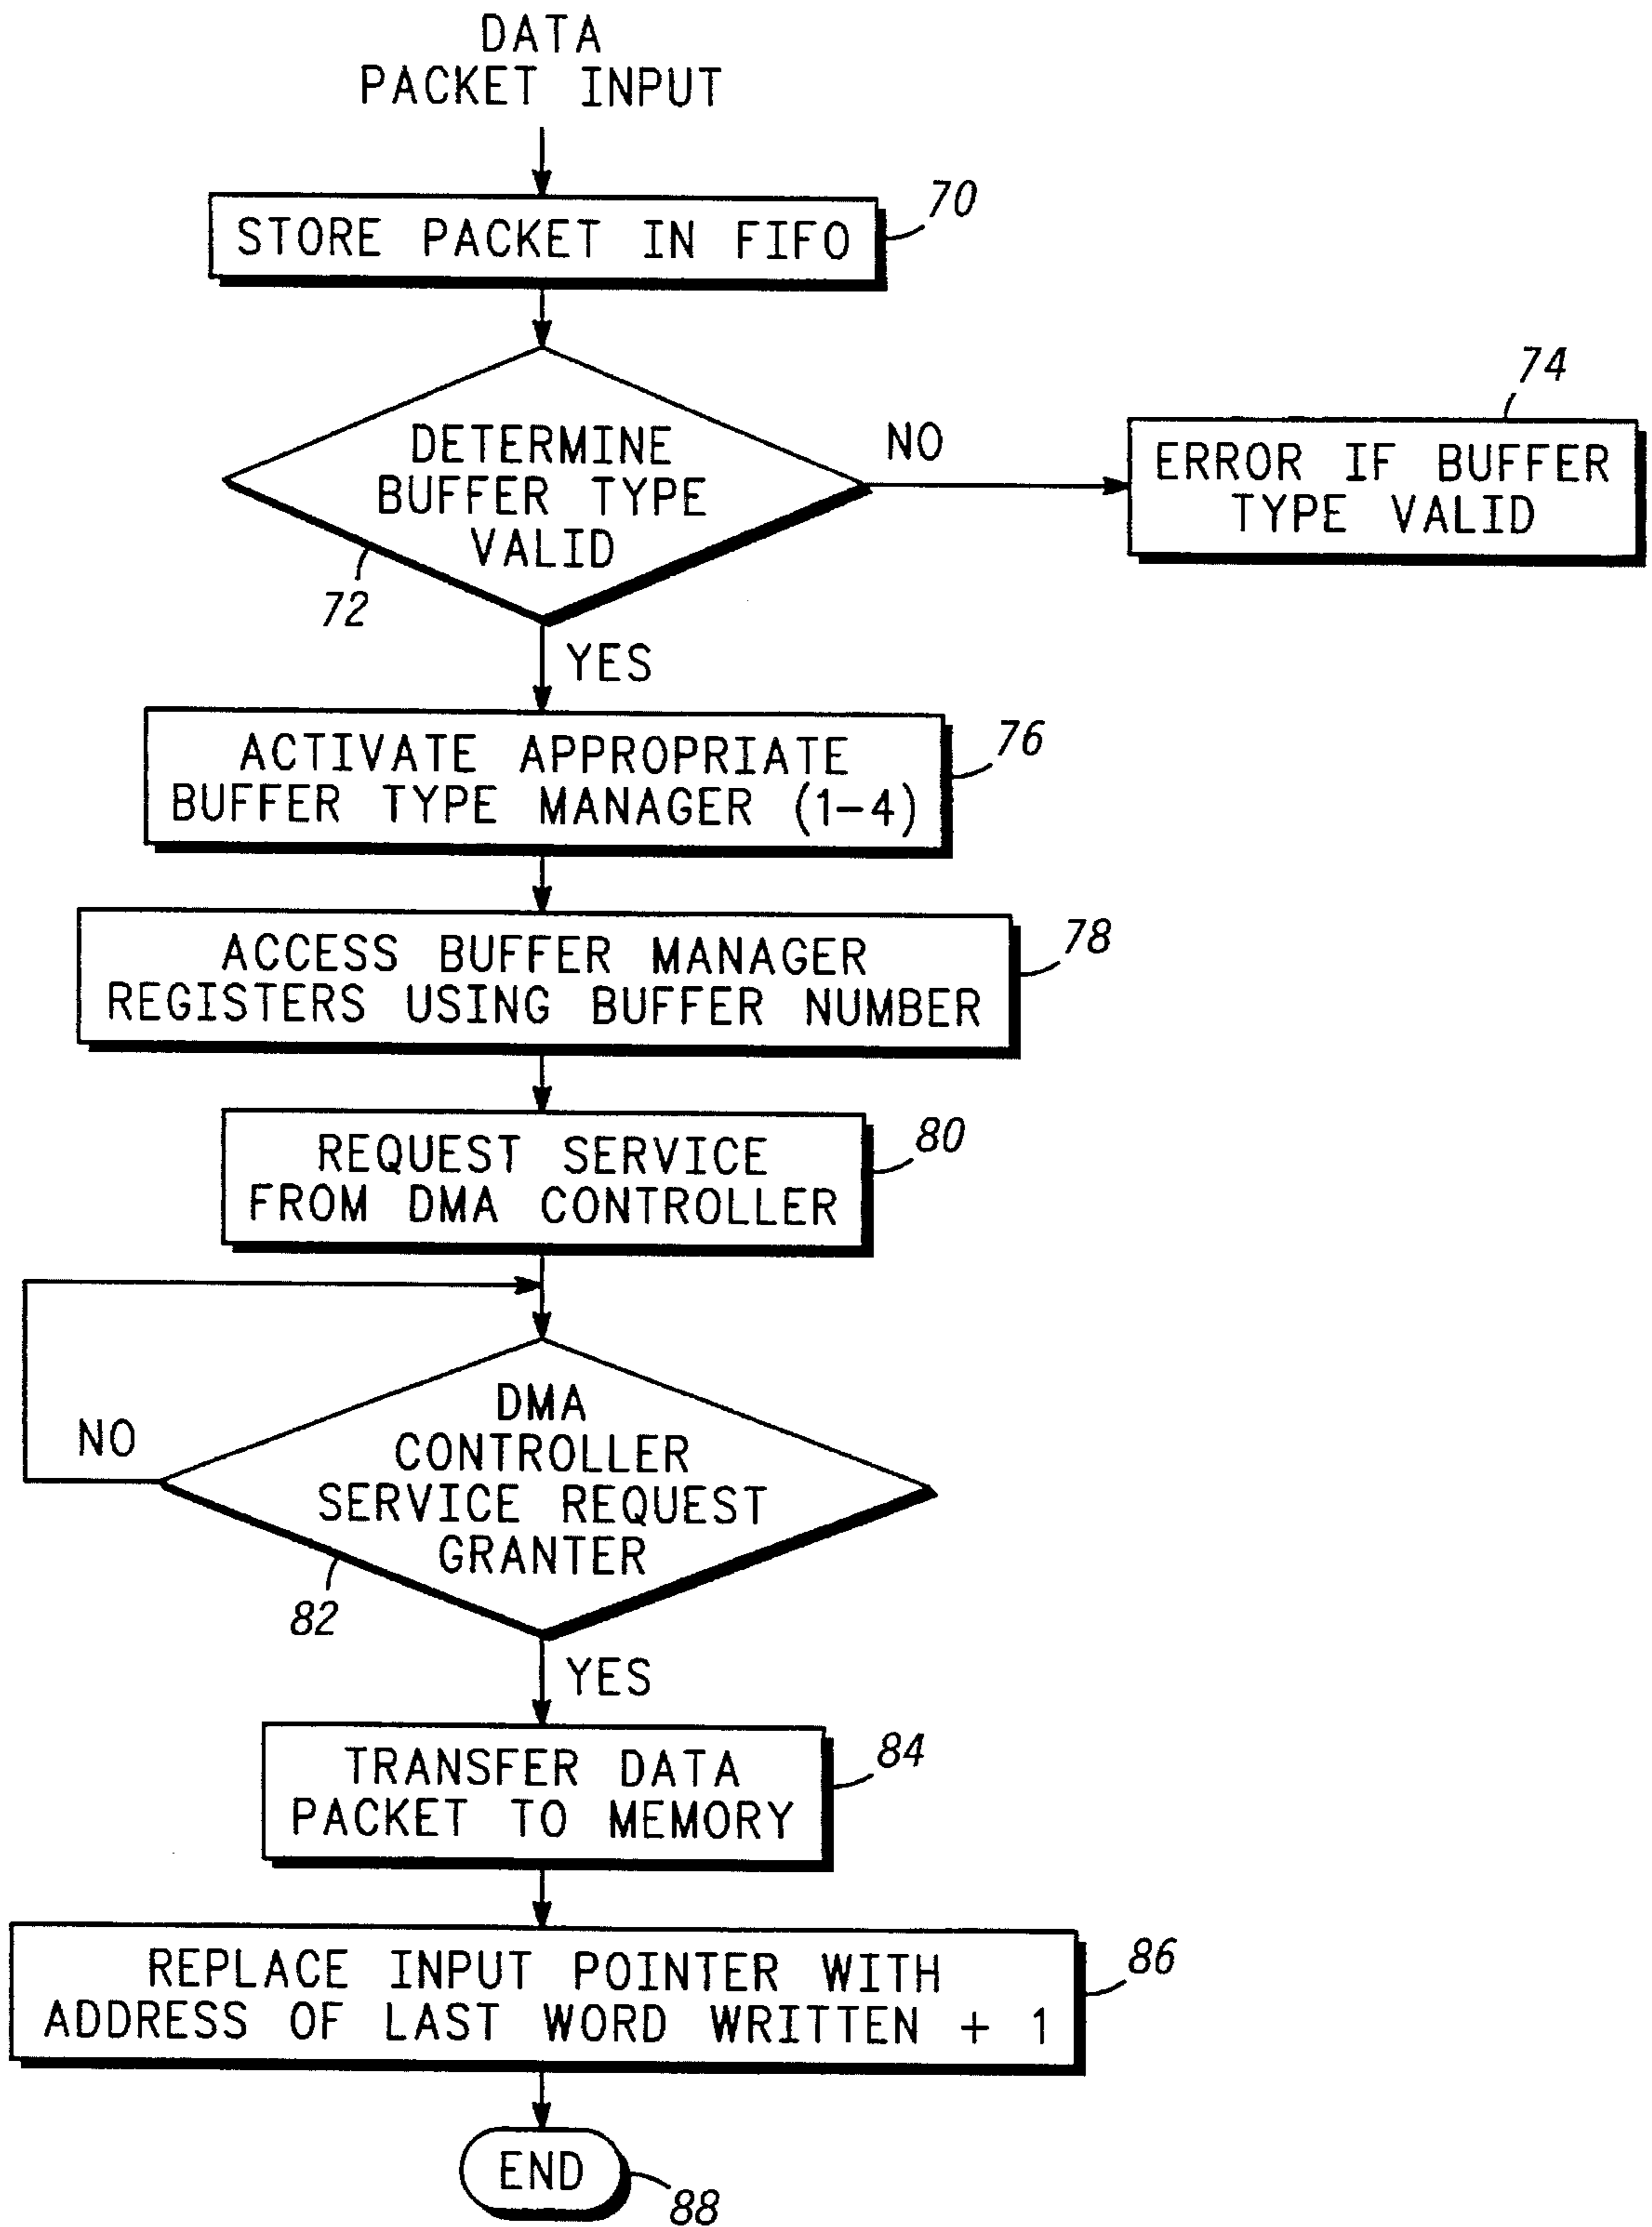 DATA
PACKET INPUT
70
STORE PACKET IN FIFO
74
DETERMINE
BUFFER TYPE
VALID
NO
ERROR IF BUFFER
TYPE VALID
72
YES
76
ACTIVATE APPROPRIATE
BUFFER TYPE MANAGER (1-4)
78
ACCESS BUFFER MANAGER
REGISTERS USING BUFFER NUMBER
80
REQUEST SERVICE
FROM DMA CONTROLLER
DMA
CONTROLLER
SERVICE REQUEST
GRANTER
NO
82
YES
84
TRANSFER DATA
PACKET TO MEMORY
86
REPLACE INPUT POINTER WITH
ADDRESS OF LAST WORD WRITTEN + 1
END
88